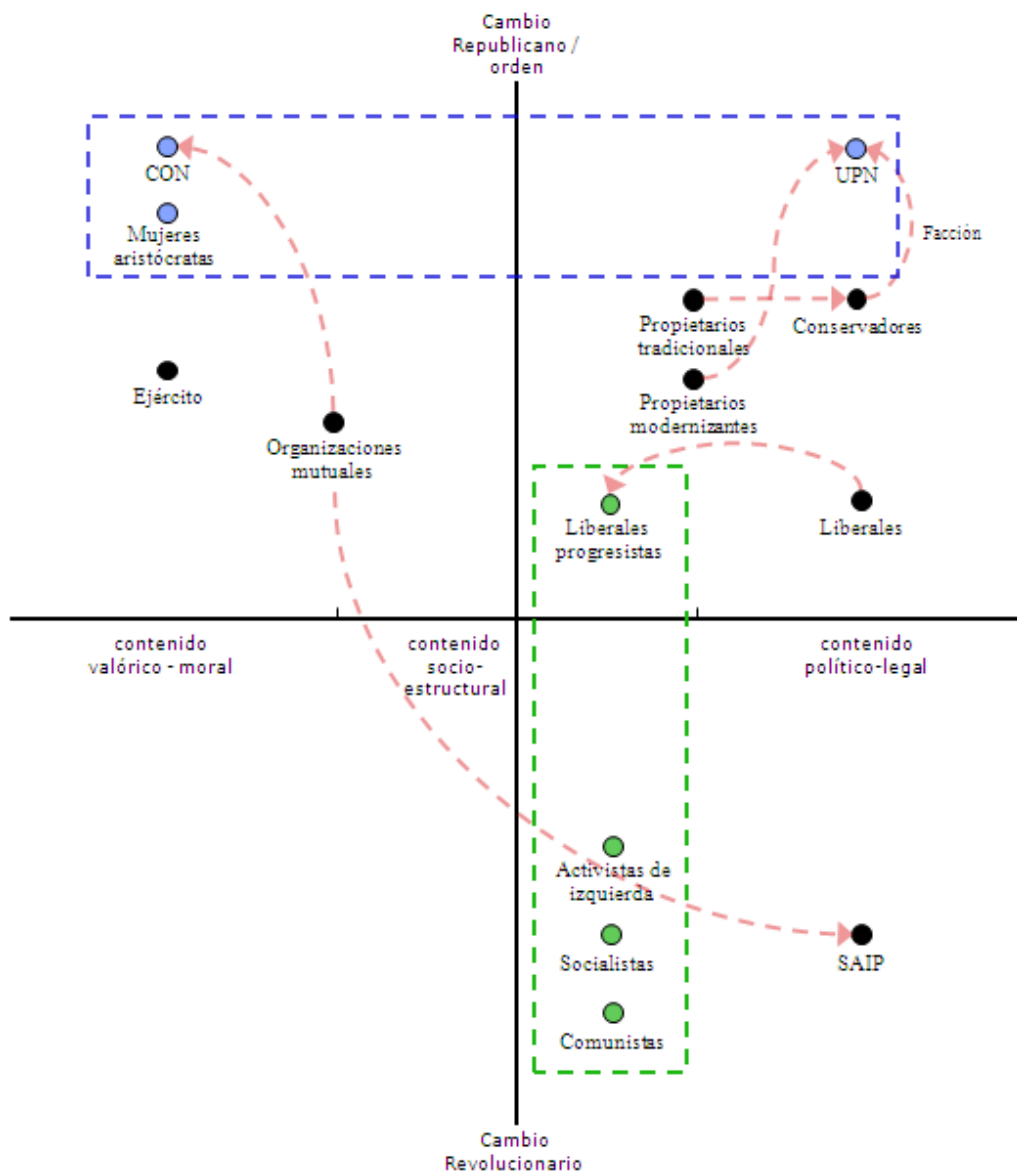 Cambio
Republicano /
orden
CON
UPN
Mujeres
aristócratas
Facción
Propietarios
tradicionales
Conservadores
Ejército
Propietarios
modernizantes
Organizaciones
mutuales
Liberales
progresistas
Liberales
contenido
valórico - moral
contenido
socio-
estructural
contenido
político-legal
Activistas de
izquierda
Socialistas
SAIP
Comunistas
Cambio
Revolucionario